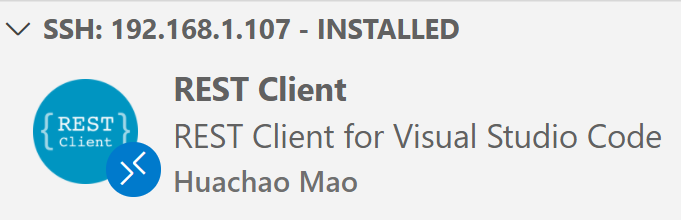 SSH: 192.168.1.107 - INSTALLED
REST Client
{REST
Client}
REST Client for Visual Studio Code
Huachao Mao